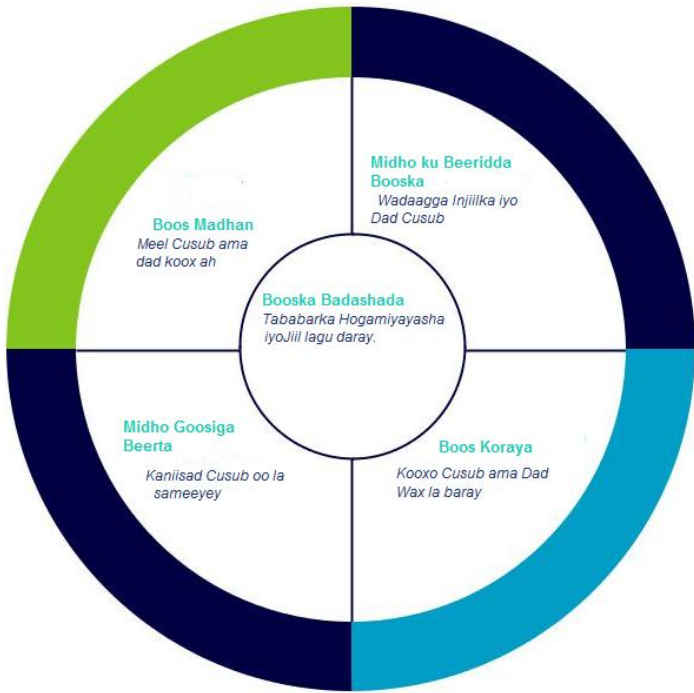 Boos Madhan
Meel Cusub ama
dad koox ah
Midho ku Beeridda
Booska
Wadaagga Injiilka iyo
Dad Cusub
Booska Badashada
Tababarka Hogamiyayasha
iyoJiil lagu daray.
Midho Goosiga
Beerta
Kaniisad Cusub oo la
sameeyey
Boos Koraya
Kooxo Cusub ama Dad
Wax la baray